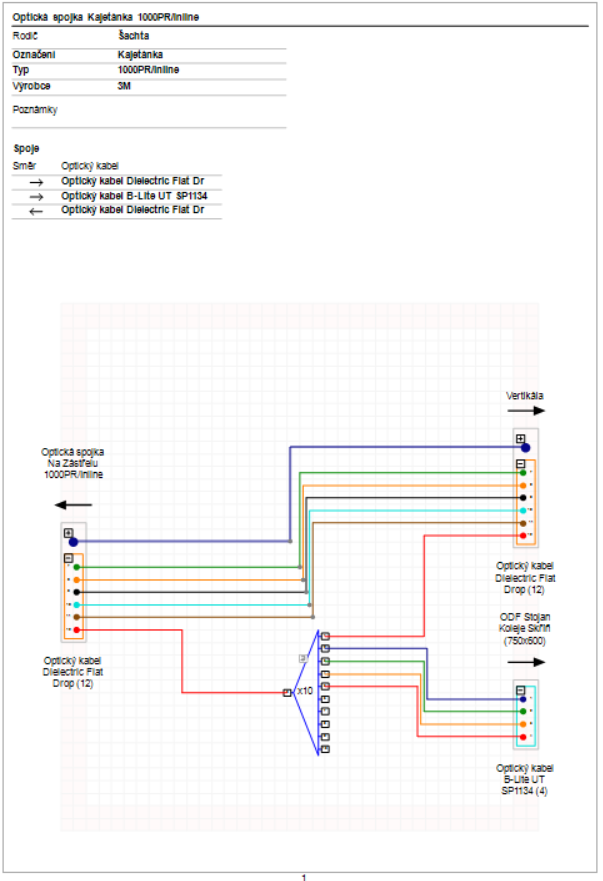 Optická spojka Kajetánka 1000PR/Inline
Rodič Šachta
Označení Kajetánka
Typ 1000PR/Inline
Výrobce 3M
Poznámky
Spoje
Směr Optický kabel
→ Optický kabel Dielectric Flat Dr
→ Optický kabel B-Lite UT SP1134
← Optický kabel Dielectric Flat Dr
Vertikála
Optická spojka
Na Zástřelu
1000PR/Inline
Optický kabel
Dielectric Flat
Drop (12)
ODF Stojan
Koleje Skříň
(750x600)
Optický kabel
Dielectric Flat
Drop (12)
x10
Optický kabel
B-Lite UT
SP1134 (4)
1